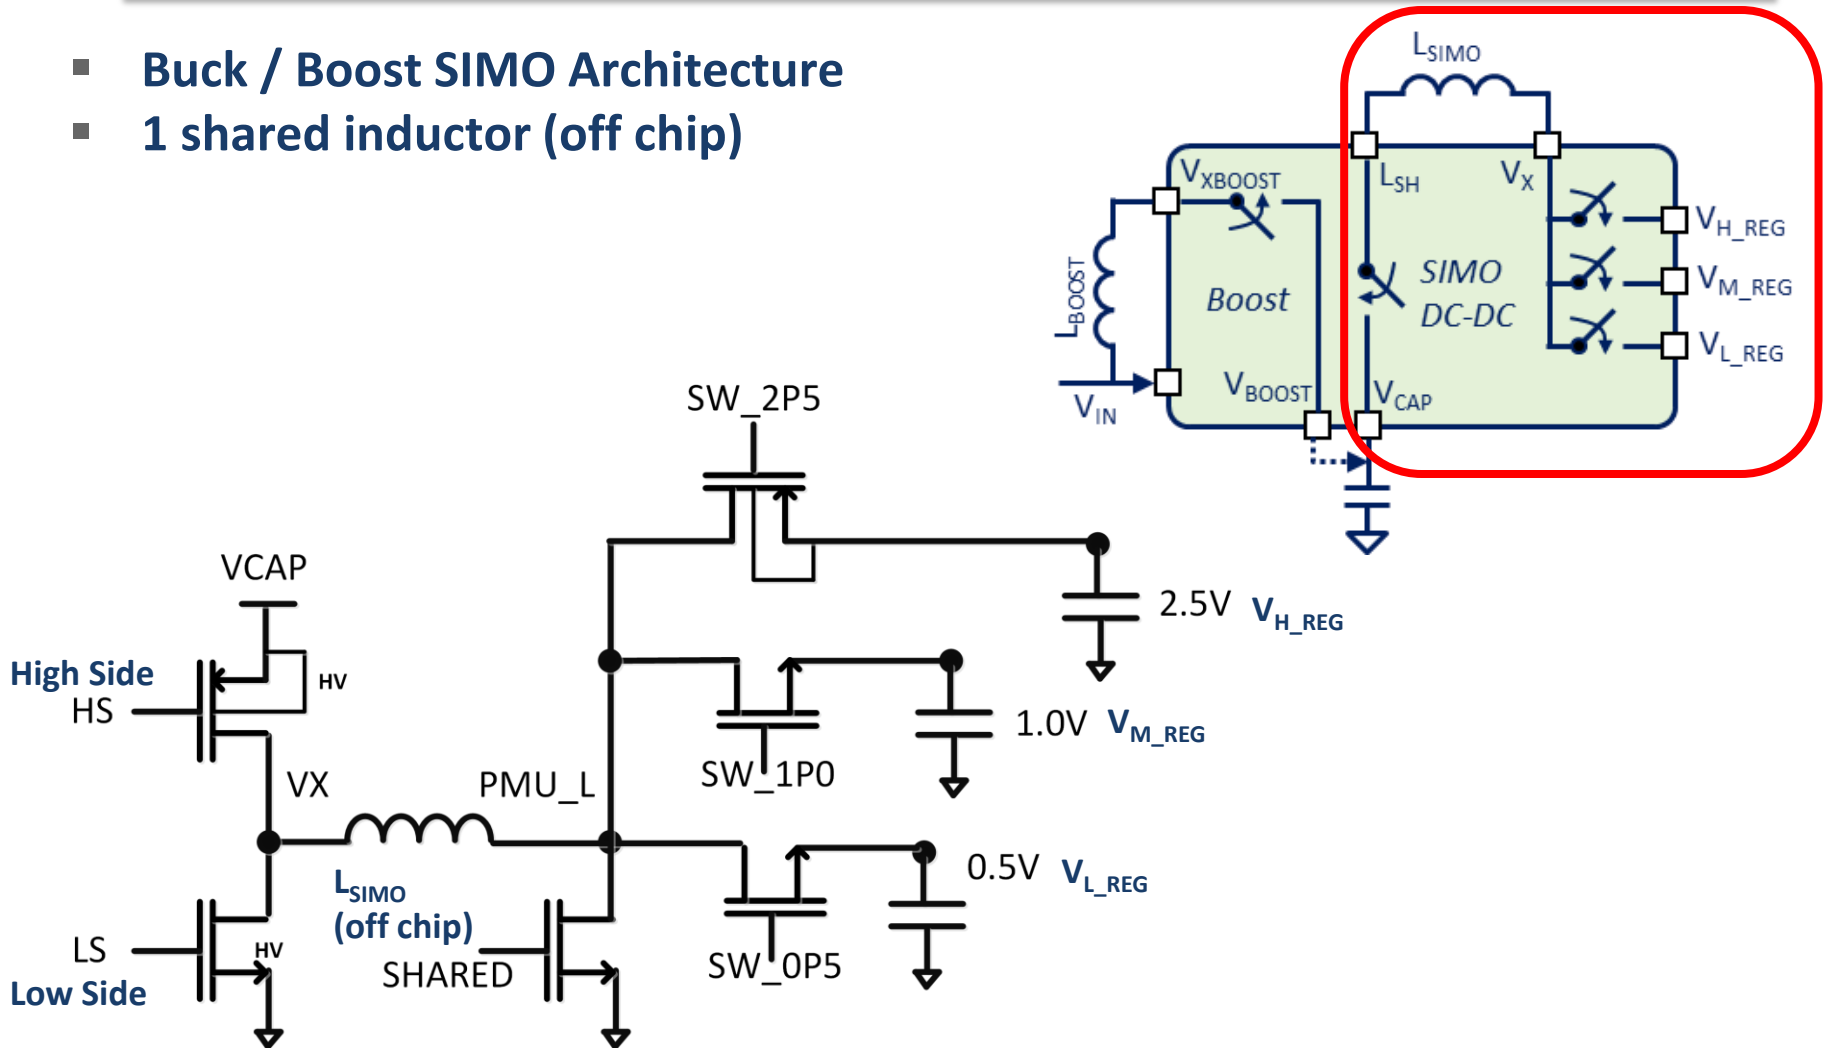 Buck / Boost SIMO Architecture
1 shared inductor (off chip)
LSIMO
VXBOOST
LSH
VX
VH_REG
LBOOST
Boost
SIMO
DC-DC
VM_REG
VL_REG
VIN
VBOOST
VCAP
SW_2P5
VCAP
2.5V VH_REG
High Side
HV
HS
1.0V VM_REG
SW_1P0
VX
PMU_L
0.5V VL_REG
LSIMO
(off chip)
LS
HV
SHARED
SW_0P5
Low Side